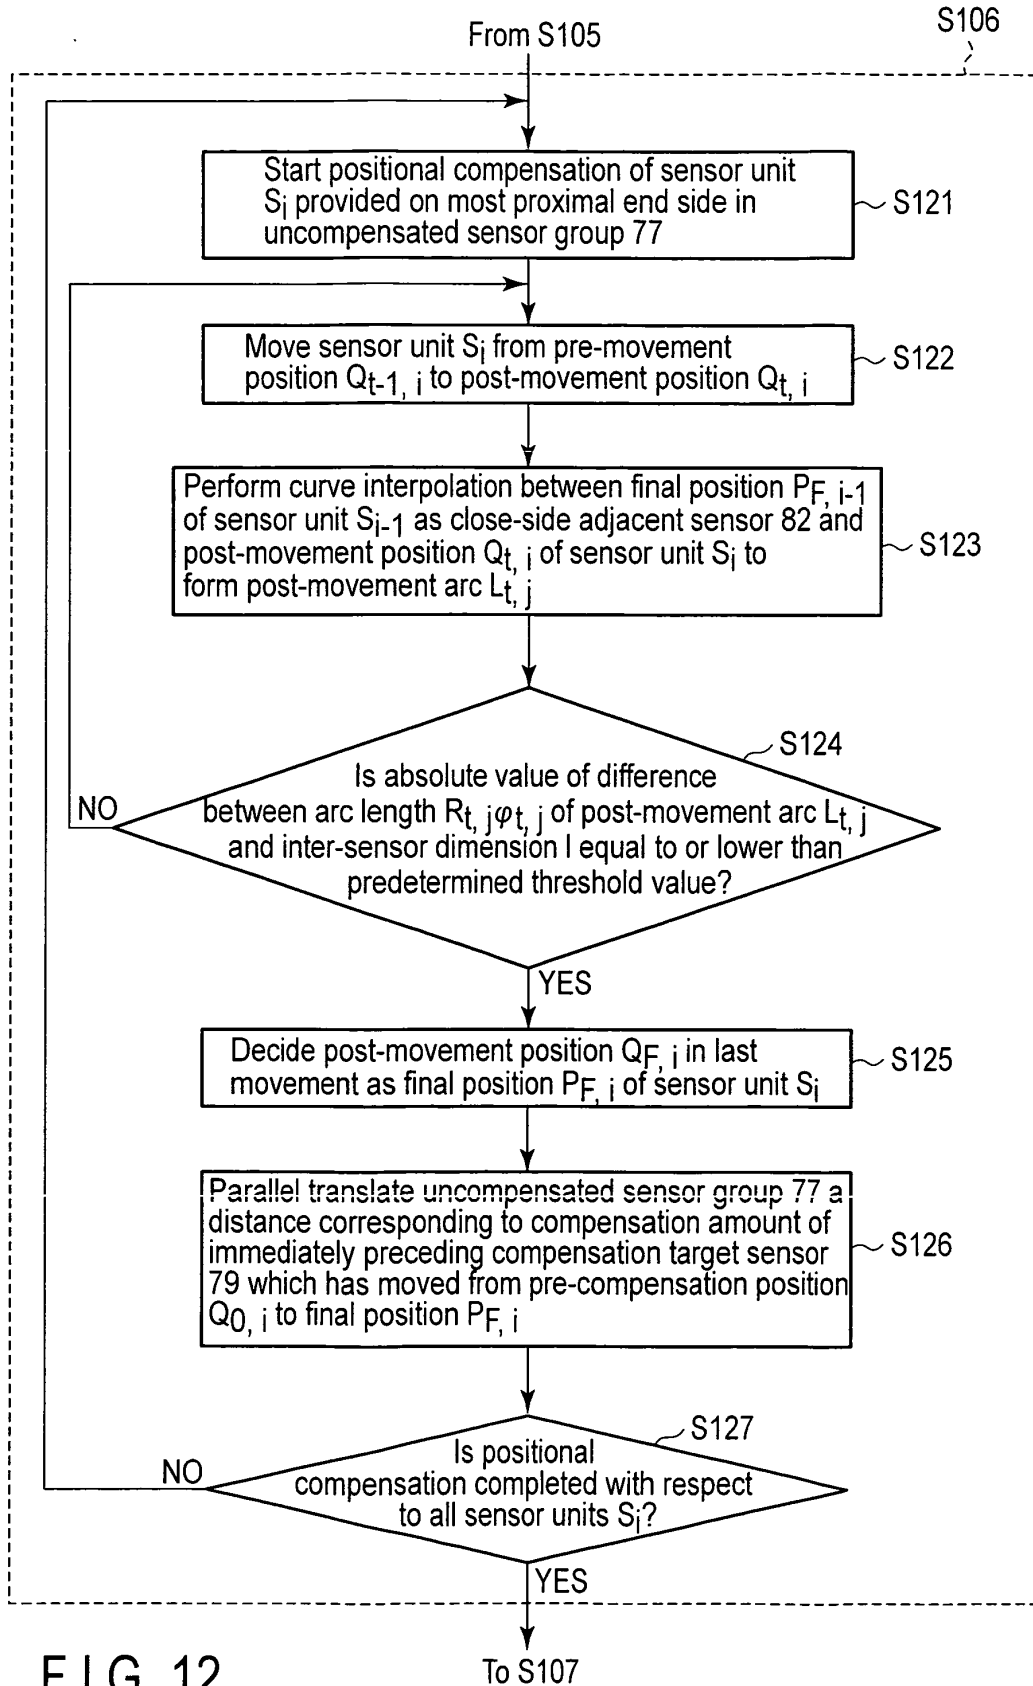 From S105
S106
Start positional compensation of sensor unit
Si provided on most proximal end side in
uncompensated sensor group 77
S121
Move sensor unit Si from pre-movement
position Qt-1, i to post-movement position Qt, i
S122
Perform curve interpolation between final position PF, i-1
of sensor unit Si-1 as close-side adjacent sensor 82 and
post-movement position Qt, i of sensor unit Si to
form post-movement arc Lt, j
S123
S124
Is absolute value of difference
between arc length Rt, jφt, j of post-movement arc Lt, j
and inter-sensor dimension l equal to or lower than
predetermined threshold value?
NO
YES
Decide post-movement position QF, i in last
movement as final position PF, i of sensor unit Si
S125
Parallel translate uncompensated sensor group 77 a
distance corresponding to compensation amount of
immediately preceding compensation target sensor
79 which has moved from pre-compensation position
Q0, i to final position PF, i
S126
S127
Is positional
compensation completed with respect
to all sensor units Si?
NO
YES
To S107
FIG. 12